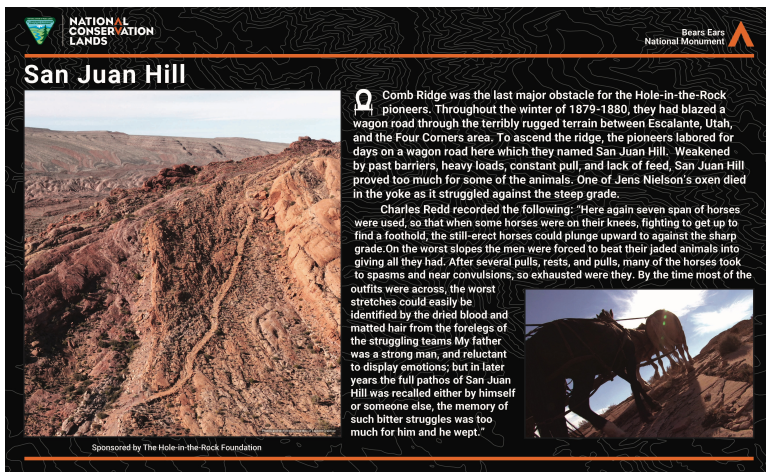 NATIONAL
CONSERVATION
LANDS
Bears Ears
National Monument
San Juan Hill
Comb Ridge was the last major obstacle for the Hole-in-the-Rock
pioneers. Throughout the winter of 1879-1880, they had blazed a
wagon road through the terribly rugged terrain between Escalante, Utah,
and the Four Corners area. To ascend the ridge, the pioneers labored for
days on a wagon road here which they named San Juan Hill. Weakened
by past barriers, heavy loads, constant pull, and lack of feed, San Juan Hill
proved too much for some of the animals. One of Jens Nielson's oxen died
in the yoke as it struggled against the steep grade.
Charles Redd recorded the following: “Here again seven span of horses
were used, so that when some horses were on their knees, fighting to get up to
find a foothold, the still-erect horses could plunge upward to against the sharp
grade.On the worst slopes the men were forced to beat their jaded animals into
giving all they had. After several pulls, rests, and pulls, many of the horses took
to spasms and near convulsions, so exhausted were they. By the time most of the
outfits were across, the worst
stretches could easily be
identified by the dried blood and
matted hair from the forelegs of
the struggling teams My father
was a strong man, and reluctant
to display emotions; but in later
years the full pathos of San Juan
Hill was recalled either by himself
or someone else, the memory of
such bitter struggles was too
much for him and he wept.”
Sponsored by The Hole-in-the-Rock Foundation